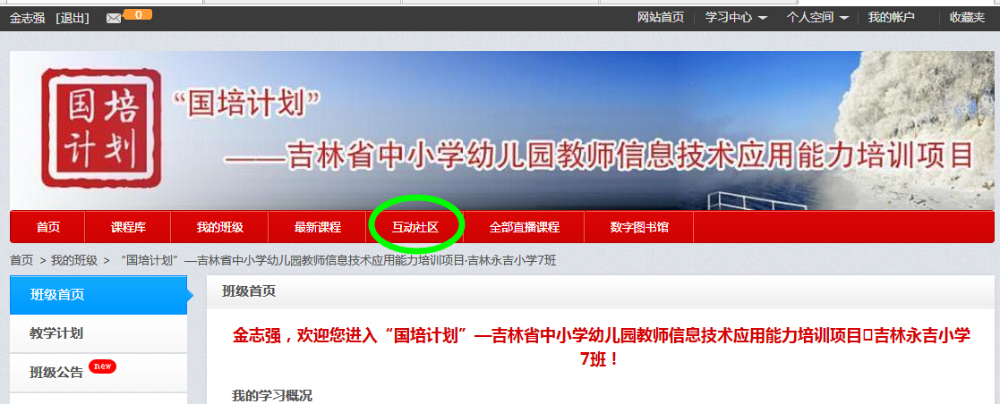 金志强 [退出] 0 网站首页 学习中心 个人空间 我的帐户 收藏夹
国培
计划
“国培计划”
——吉林省中小学幼儿园教师信息技术应用能力培训项目
首页 课程库 我的班级 最新课程 互动社区 全部直播课程 数字图书馆
首页 > 我的班级 > “国培计划”—吉林省中小学幼儿园教师信息技术应用能力培训项目·吉林永吉小学7班
班级首页
教学计划
班级公告 new
班级首页
金志强，欢迎您进入“国培计划”—吉林省中小学幼儿园教师信息技术应用能力培训项目吉林永吉小学
7班！
我的学习概况